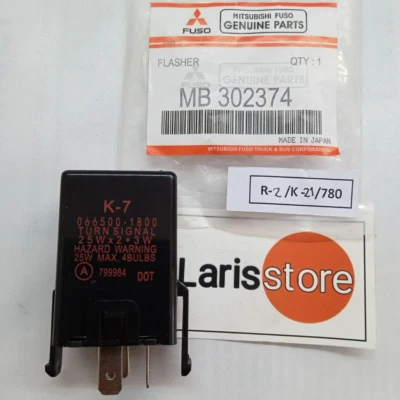 FUSO
MITSUBISHI FUSO
GENUINE PARTS
FLASHER
QTY : 1
MB 302374
MADE IN JAPAN
MITSUBISHI FUSO TRUCK & BUS CORPORATION
R-2/K-21/780
Larisstore
K-7
066500-1800
TURN SIGNAL
25W x 2 + 3W
HAZARD WARNING
25W MAX. 4BULBS
A 799984 DOT